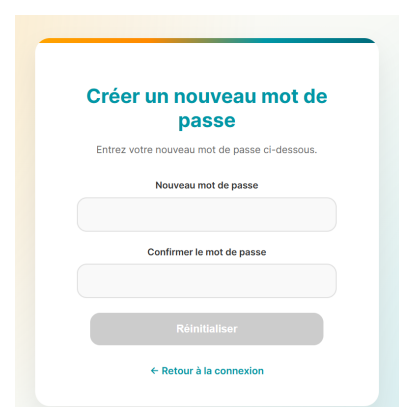 Créer un nouveau mot de
passe
Entrez votre nouveau mot de passe ci-dessous.
Nouveau mot de passe
Confirmer le mot de passe
Réinitialiser
← Retour à la connexion